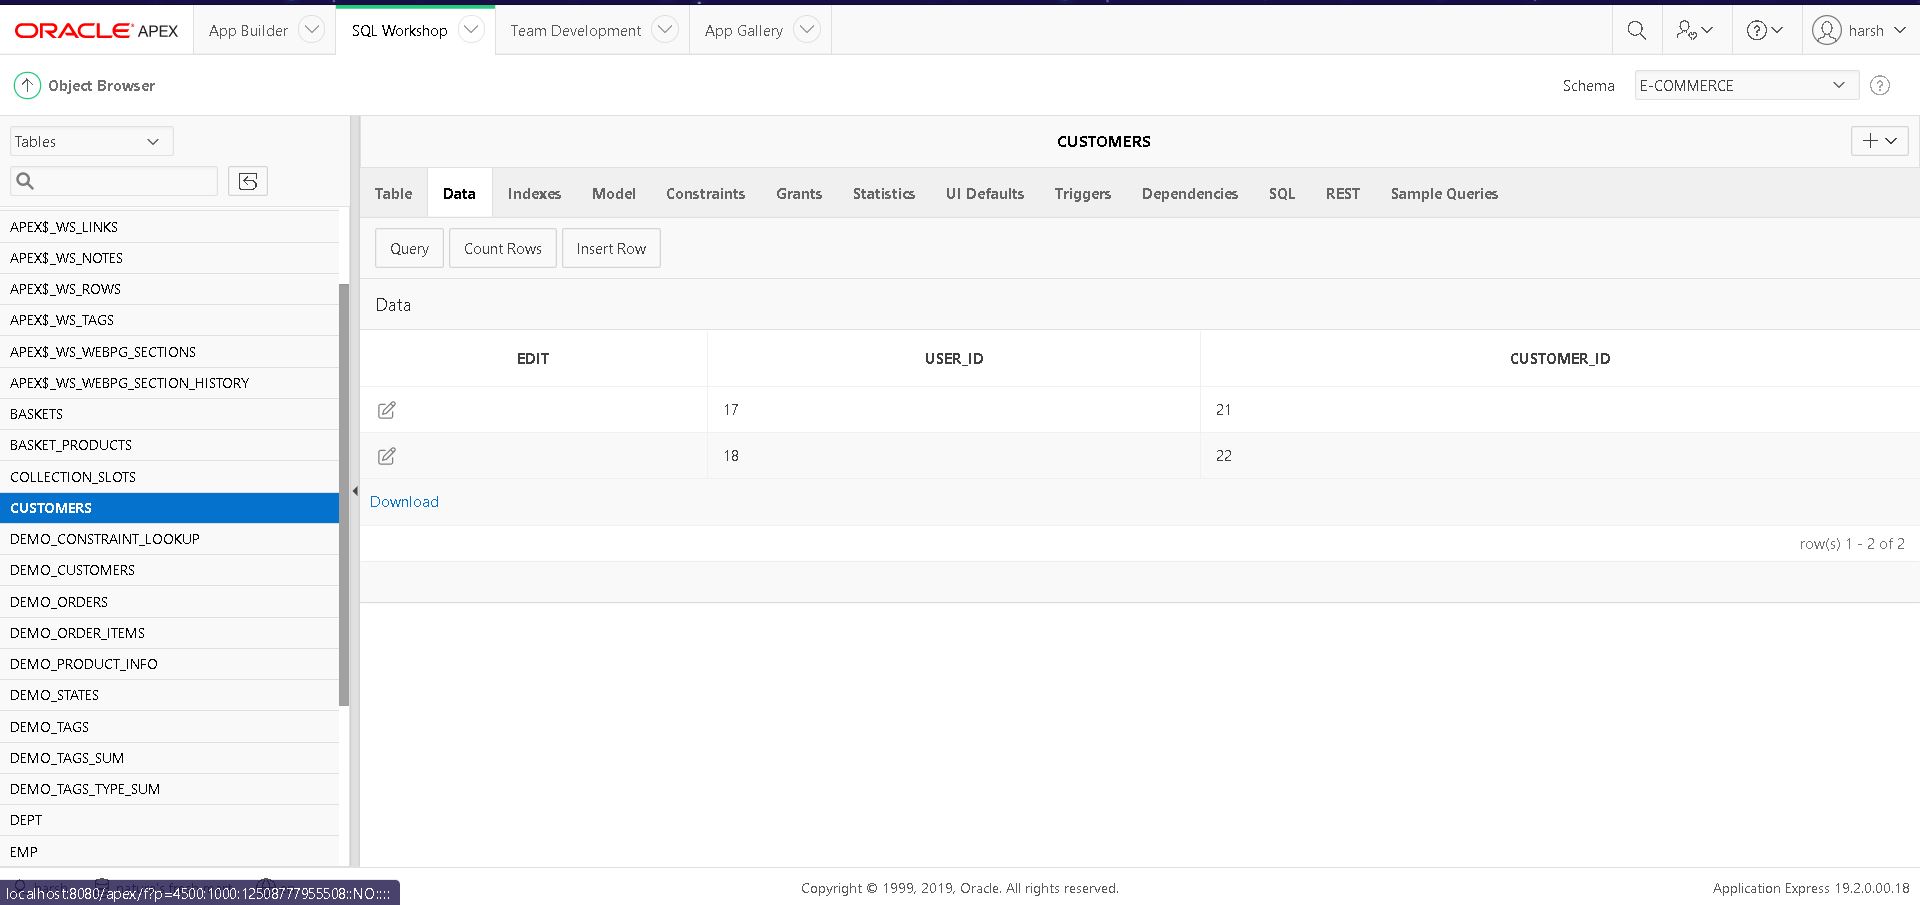 ORACLE APEX App Builder SQL Workshop Team Development App Gallery harsh
Object Browser Schema E-COMMERCE
Tables
CUSTOMERS
Table Data Indexes Model Constraints Grants Statistics UI Defaults Triggers Dependencies SQL REST Sample Queries
Query Count Rows Insert Row
Data
EDIT USER_ID CUSTOMER_ID
17 21
18 22
Download
row(s) 1 - 2 of 2
APEX$_WS_LINKS
APEX$_WS_NOTES
APEX$_WS_ROWS
APEX$_WS_TAGS
APEX$_WS_WEBPG_SECTIONS
APEX$_WS_WEBPG_SECTION_HISTORY
BASKETS
BASKET_PRODUCTS
COLLECTION_SLOTS
CUSTOMERS
DEMO_CONSTRAINT_LOOKUP
DEMO_CUSTOMERS
DEMO_ORDERS
DEMO_ORDER_ITEMS
DEMO_PRODUCT_INFO
DEMO_STATES
DEMO_TAGS
DEMO_TAGS_SUM
DEMO_TAGS_TYPE_SUM
DEPT
EMP
localhost:8080/apex/f?p=4500:1000:12508777955508::NO::::
Copyright © 1999, 2019, Oracle. All rights reserved.
Application Express 19.2.0.00.18